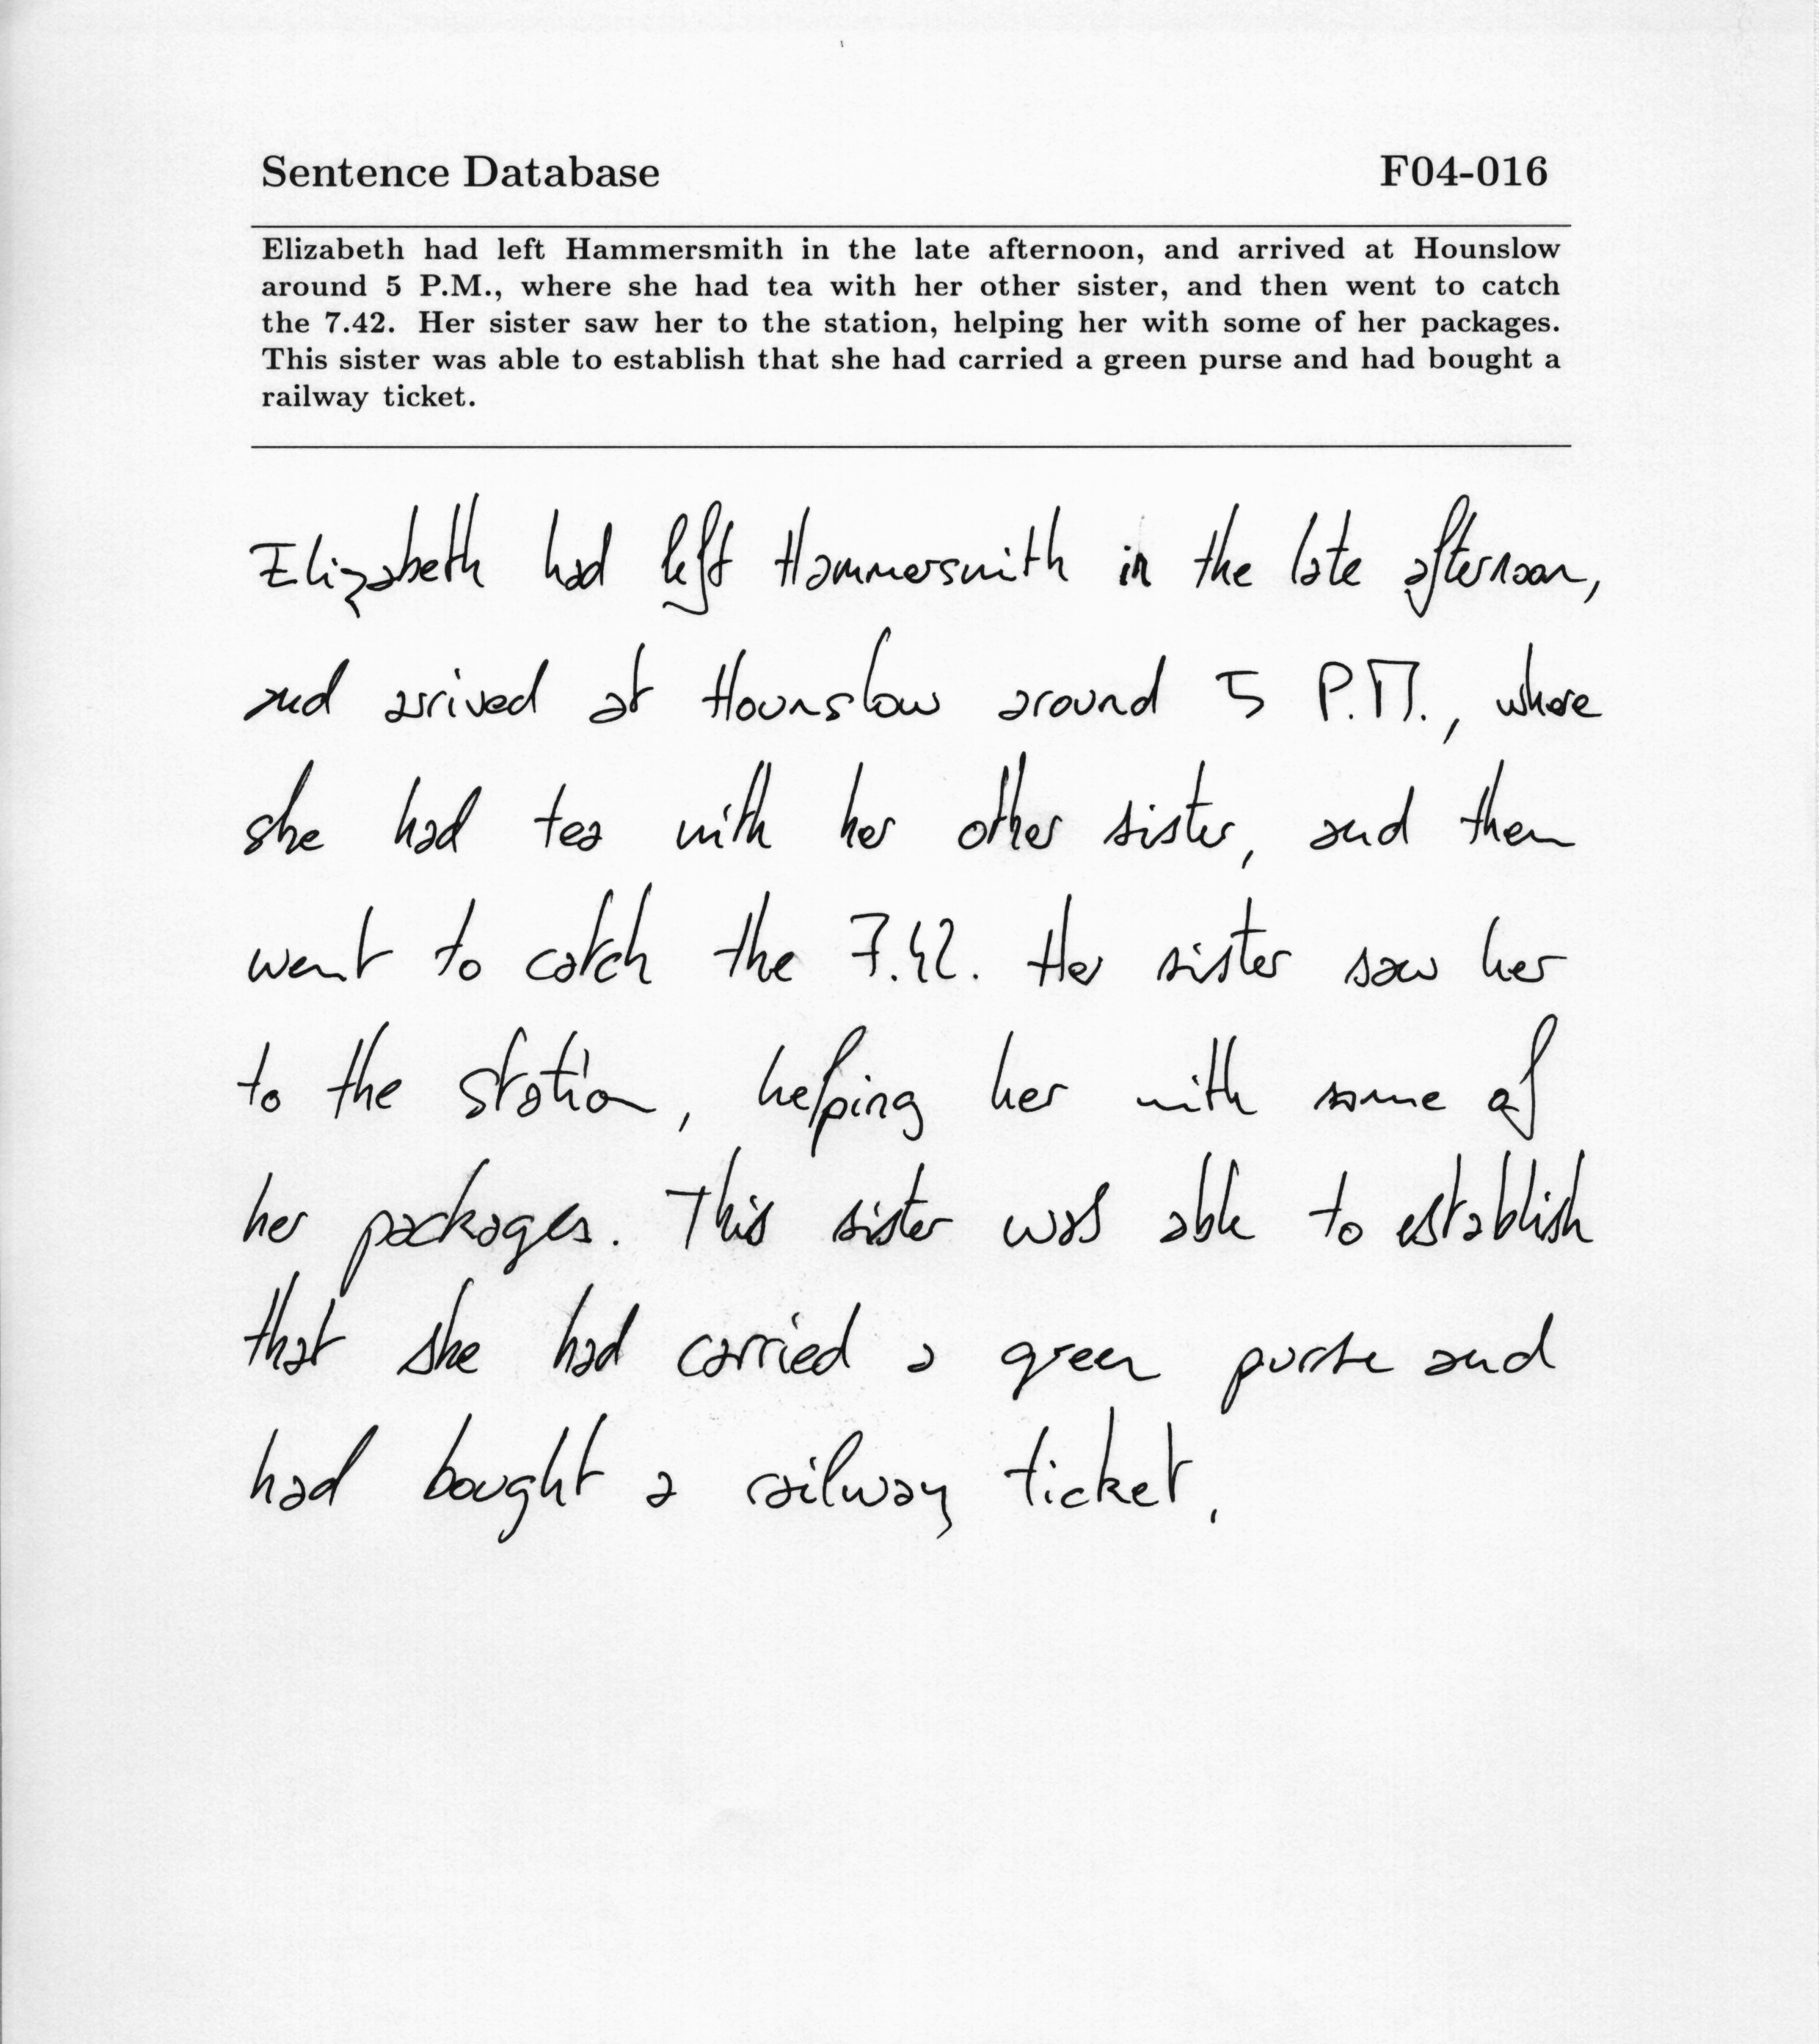 Sentence Database F04-016
Elizabeth had left Hammersmith in the late afternoon, and arrived at Hounslow
around 5 P.M., where she had tea with her other sister, and then went to catch
the 7.42. Her sister saw her to the station, helping her with some of her packages.
This sister was able to establish that she had carried a green purse and had bought a
railway ticket.
Elizabeth had left Hammersmith in the late afternoon,
and arrived at Hounslow around 5 P.M., where
she had tea with her other sister, and then
went to catch the 7.42. Her sister saw her
to the station, helping her with some of
her packages. This sister was able to establish
that she had carried a green purse and
had bought a railway ticket.